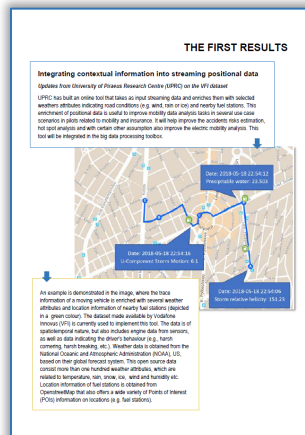 THE FIRST RESULTS
Integrating contextual information into streaming positional data
Updates from University of Piraeus Research Centre (UPRC) on the VFI dataset
UPRC has built an online tool that takes as input streaming data and enriches them with selected
weathers attributes indicating road conditions (e.g. wind, rain or ice) and nearby fuel stations. This
enrichment of positional data is useful to improve mobility data analysis tasks in several use case
scenarios in pilots related to mobility and insurance. It will help improve the accidents risks estimation,
hot spot analysis and with certain other assumption also improve the electric mobility analysis. This
tool will be integrated in the big data processing toolbox.
Date: 2018-05-18 22:54:12
Precipitable water: 23.503
Date: 2018-05-18 22:54:16
U-Component Storm Motion: 6.1
Date: 2018-05-18 22:54:06
Storm relative helicity: 151.23
An example is demonstrated in the image, where the trace
information of a moving vehicle is enriched with several weather
attributes and location information of nearby fuel stations (depicted
in a green colour). The dataset made available by Vodafone
Innovus (VFI) is currently used to implement this tool. The data is of
spatiotemporal nature, but also includes engine data from sensors,
as well as data indicating the driver's behaviour (e.g., harsh
cornering, harsh breaking, etc.). Weather data is obtained from the
National Oceanic and Atmospheric Administration (NOAA), US,
based on their global forecast system. This open source data
consist more than one hundred weather attributes, which are
related to temperature, rain, snow, ice, wind and humidity etc.
Location information of fuel stations is obtained from
OpenstreetMap that also offers a wide variety of Points of Interest
(POIs) information on locations (e.g. fuel stations).